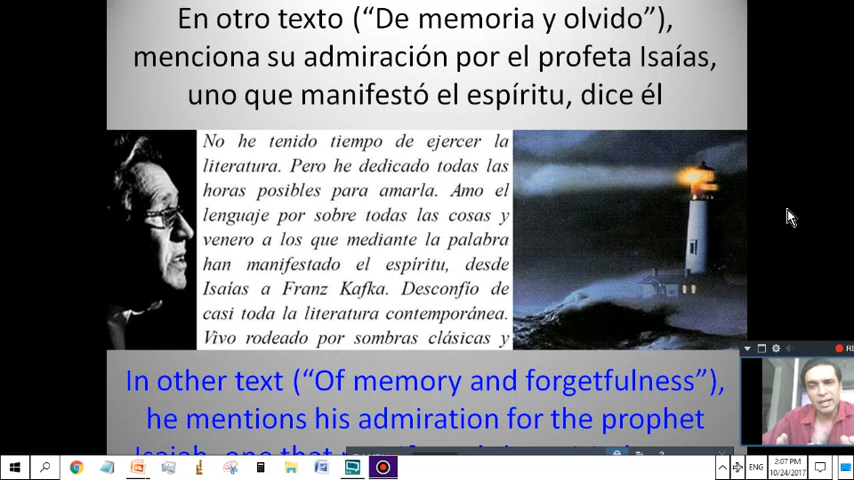 En otro texto (“De memoria y olvido”),
menciona su admiración por el profeta Isaías,
uno que manifestó el espíritu, dice él
No he tenido tiempo de ejercer la
literatura. Pero he dedicado todas las
horas posibles para amarla. Amo el
lenguaje por sobre todas las cosas y
venero a los que mediante la palabra
han manifestado el espíritu, desde
Isaías a Franz Kafka. Desconfío de
casi toda la literatura contemporánea.
Vivo rodeado por sombras clásicas y
In other text (“Of memory and forgetfulness”),
he mentions his admiration for the prophet
Isaiah, one that
RE
ENG
2:07 PM
10/24/2017